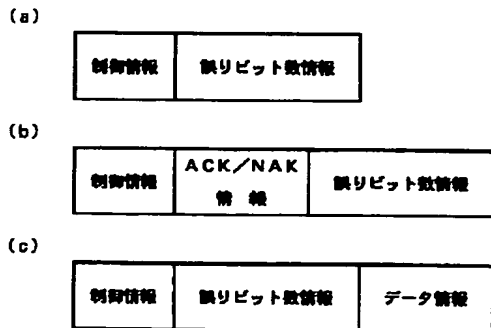 (a)
制御情報 誤りビット数情報
(b)
制御情報 ACK/NAK 情報 誤りビット数情報
(c)
制御情報 誤りビット数情報 データ情報